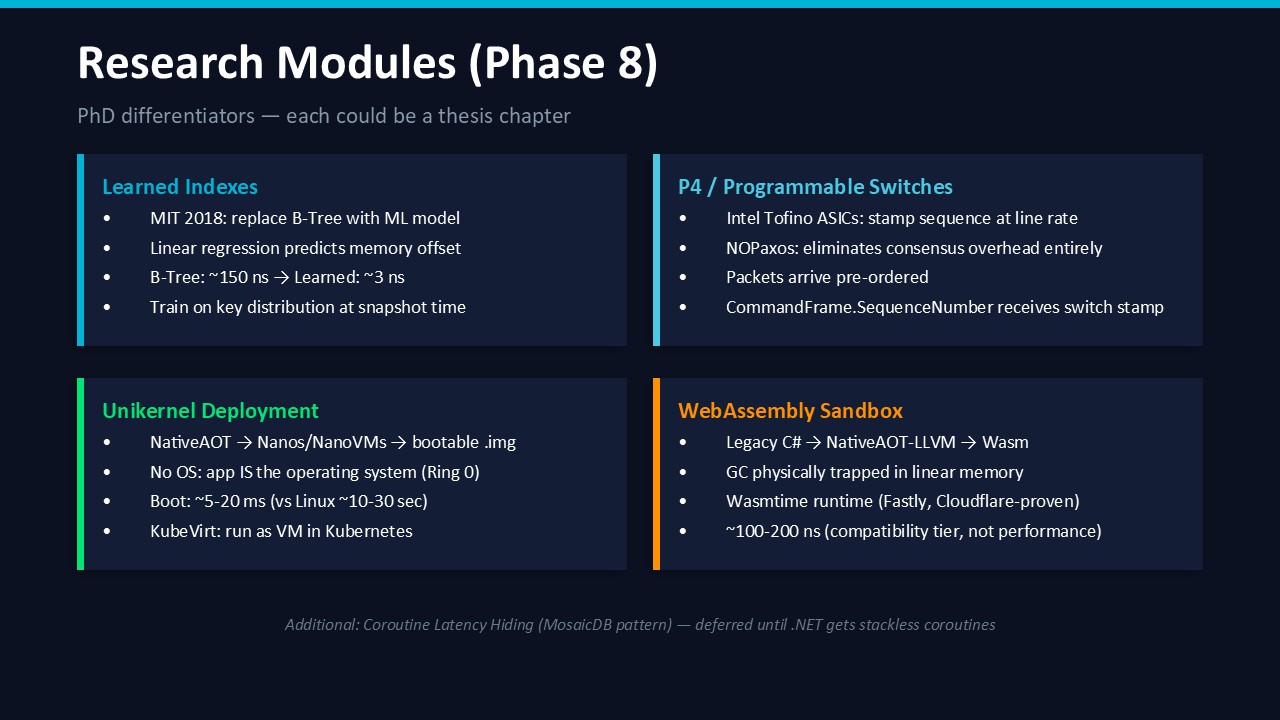 Research Modules (Phase 8)
PhD differentiators — each could be a thesis chapter
Learned Indexes
• MIT 2018: replace B-Tree with ML model
• Linear regression predicts memory offset
• B-Tree: ~150 ns → Learned: ~3 ns
• Train on key distribution at snapshot time
P4 / Programmable Switches
• Intel Tofino ASICs: stamp sequence at line rate
• NOPaxos: eliminates consensus overhead entirely
• Packets arrive pre-ordered
• CommandFrame.SequenceNumber receives switch stamp
Unikernel Deployment
• NativeAOT → Nanos/NanoVMs → bootable .img
• No OS: app IS the operating system (Ring 0)
• Boot: ~5-20 ms (vs Linux ~10-30 sec)
• KubeVirt: run as VM in Kubernetes
WebAssembly Sandbox
• Legacy C# → NativeAOT-LLVM → Wasm
• GC physically trapped in linear memory
• Wasmtime runtime (Fastly, Cloudflare-proven)
• ~100-200 ns (compatibility tier, not performance)
Additional: Coroutine Latency Hiding (MosaicDB pattern) — deferred until .NET gets stackless coroutines